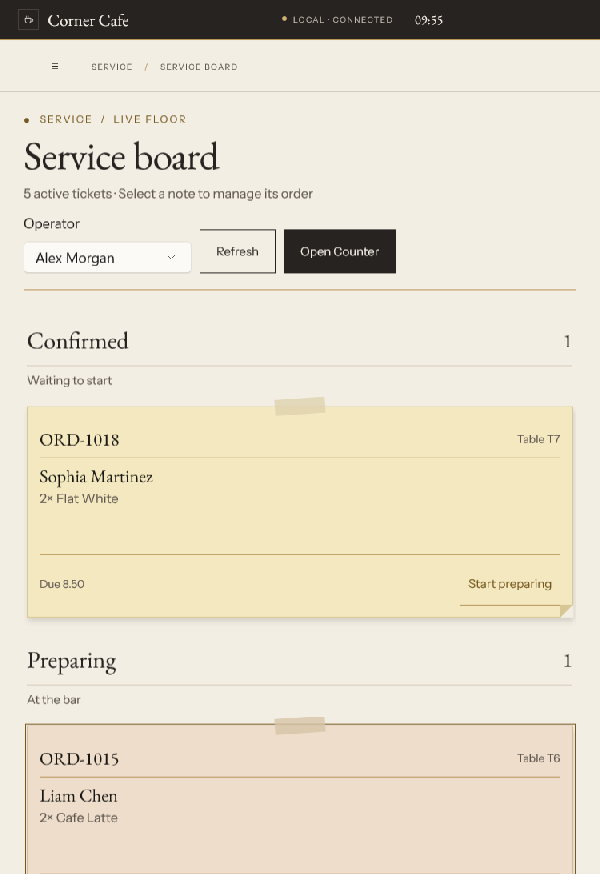 Corner Cafe
LOCAL · CONNECTED
09:55
SERVICE / SERVICE BOARD
SERVICE / LIVE FLOOR
Service board
5 active tickets · Select a note to manage its order
Operator
Alex Morgan
Refresh
Open Counter
Confirmed
1
Waiting to start
ORD-1018
Table T7
Sophia Martinez
2× Flat White
Due 8.50
Start preparing
Preparing
1
At the bar
ORD-1015
Table T6
Liam Chen
2× Cafe Latte